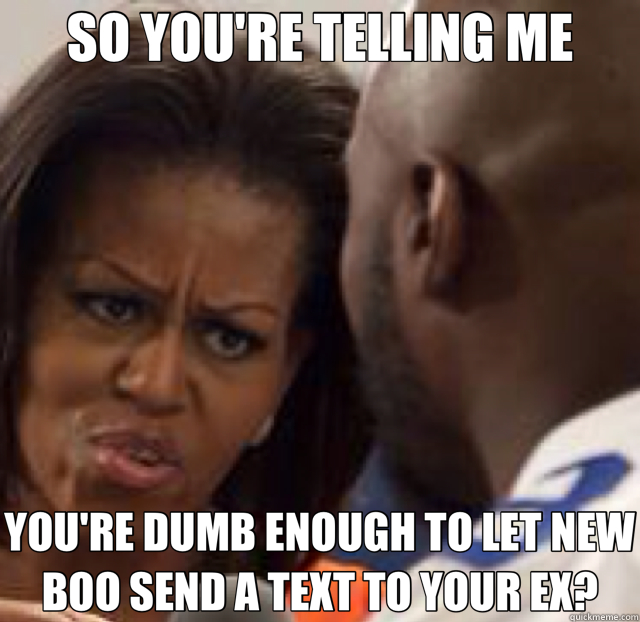 SO YOU'RE TELLING ME
YOU'RE DUMB ENOUGH TO LET NEW
BOO SEND A TEXT TO YOUR EX?
quickmeme.com